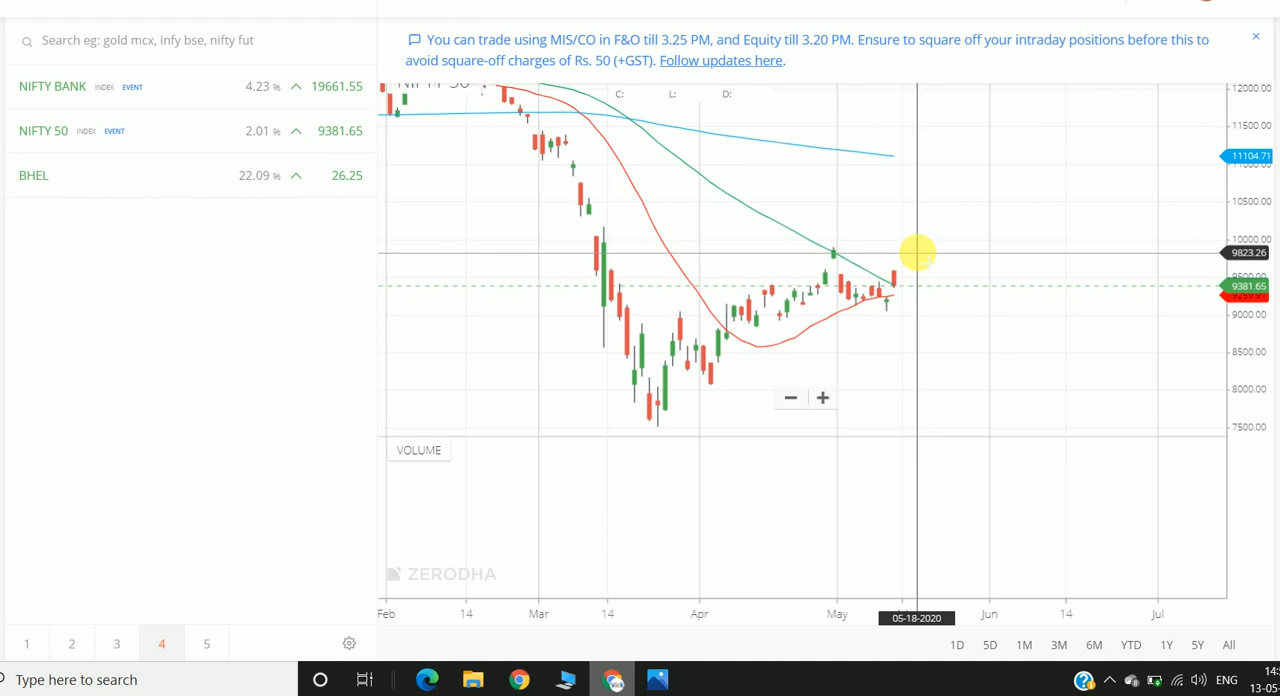 Search eg: gold mcx, infy bse, nifty fut
NIFTY BANK INDEX EVENT 4.23 % 19661.55
NIFTY 50 INDEX EVENT 2.01 % 9381.65
BHEL 22.09 % 26.25
1 2 3 4 5
You can trade using MIS/CO in F&O till 3.25 PM, and Equity till 3.20 PM. Ensure to square off your intraday positions before this to
avoid square-off charges of Rs. 50 (+GST). Follow updates here.
C: L: D:
12000.00
11500.00
11104.71
10500.00
10000.00
9823.26
9381.65
9000.00
8500.00
8000.00
7500.00
VOLUME
ZERODHA
Feb 14 Mar 14 Apr May Jun 14 Jul
05-18-2020
1D 5D 1M 3M 6M YTD 1Y 5Y All
Type here to search
ENG